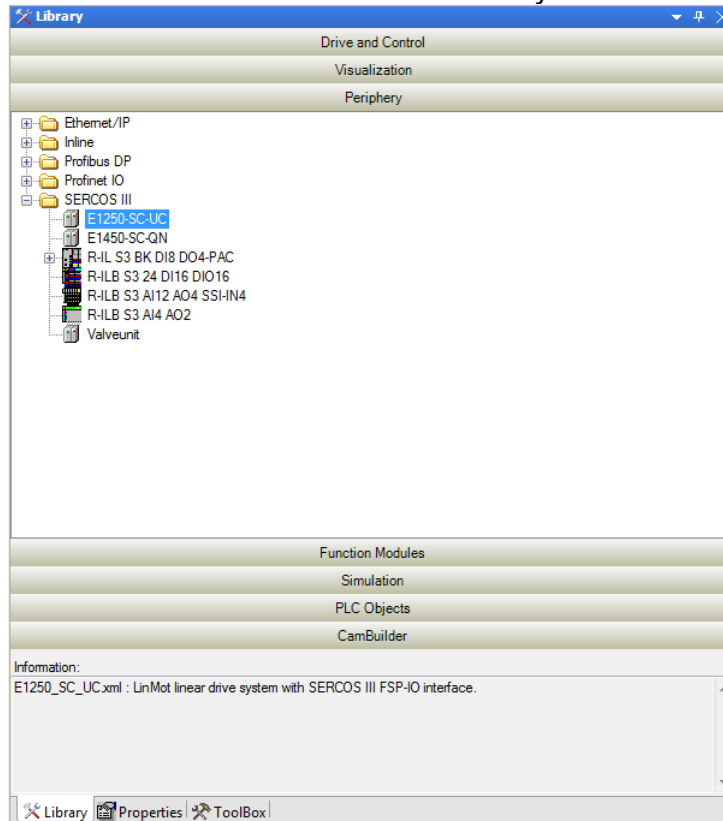 Library
Drive and Control
Visualization
Periphery
Ethernet/IP
Inline
Profibus DP
Profinet IO
SERCOS III
E1250-SC-UC
E1450-SC-QN
R-IL S3 BK DI8 DO4-PAC
R-ILB S3 24 DI16 DIO16
R-ILB S3 AI12 AO4 SSI-IN4
R-ILB S3 AI4 AO2
Valveunit
Function Modules
Simulation
PLC Objects
CamBuilder
Information:
E1250_SC_UC.xml : LinMot linear drive system with SERCOS III FSP-IO interface.
Library Properties ToolBox